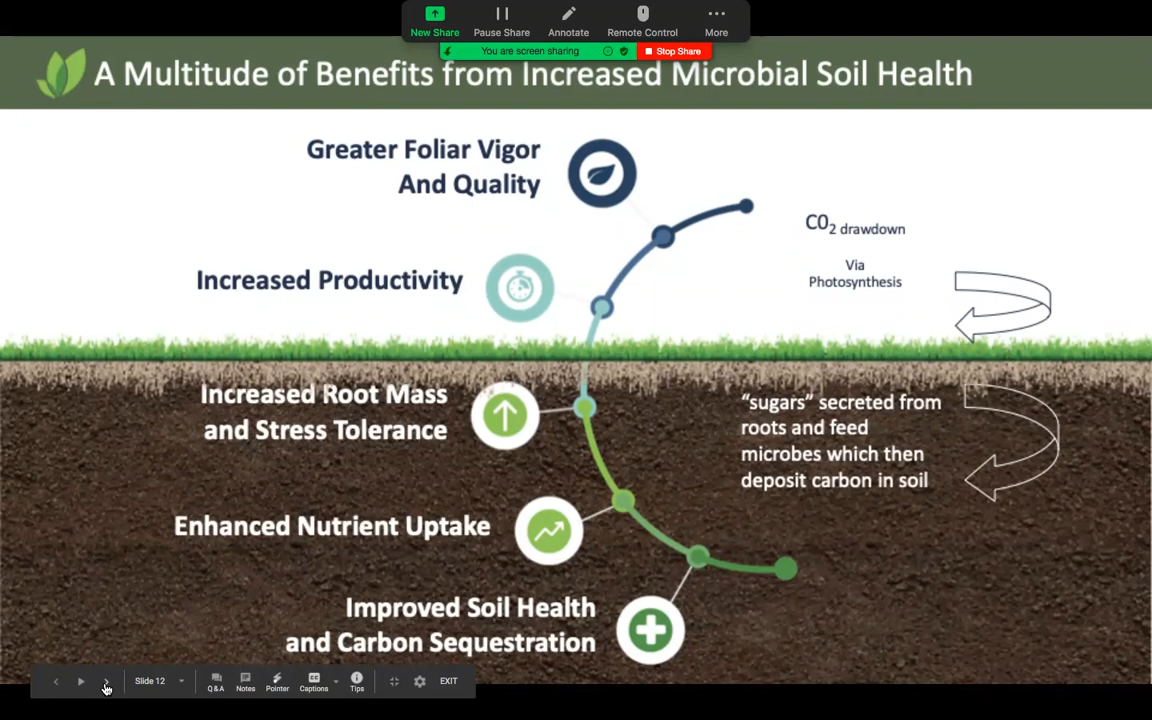 New Share
Pause Share
Annotate
Remote Control
More
You are screen sharing
Stop Share
A Multitude of Benefits from Increased Microbial Soil Health
Greater Foliar Vigor
And Quality
C02 drawdown
Via
Photosynthesis
Increased Productivity
Increased Root Mass
and Stress Tolerance
“sugars” secreted from
roots and feed
microbes which then
deposit carbon in soil
Enhanced Nutrient Uptake
Improved Soil Health
and Carbon Sequestration
Slide 12
Q&A
Notes
Pointer
Captions
Tips
EXIT